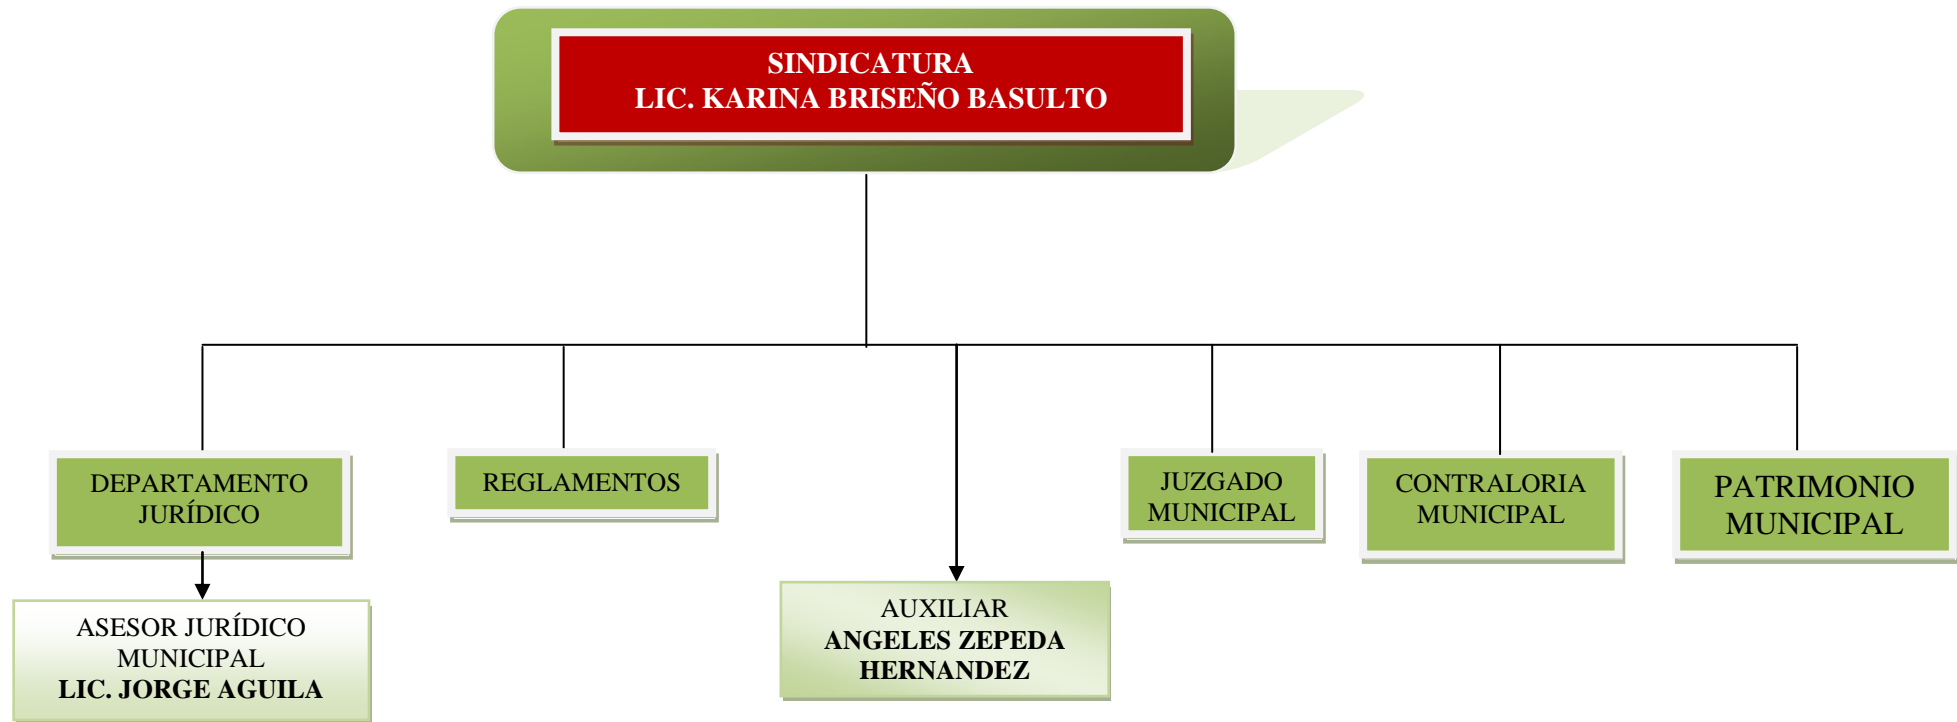 SINDICATURA
LIC. KARINA BRISEÑO BASULTO
DEPARTAMENTO
JURÍDICO
REGLAMENTOS
JUZGADO
MUNICIPAL
CONTRALORIA
MUNICIPAL
PATRIMONIO
MUNICIPAL
ASESOR JURÍDICO
MUNICIPAL
LIC. JORGE AGUILA
AUXILIAR
ANGELES ZEPEDA
HERNANDEZ